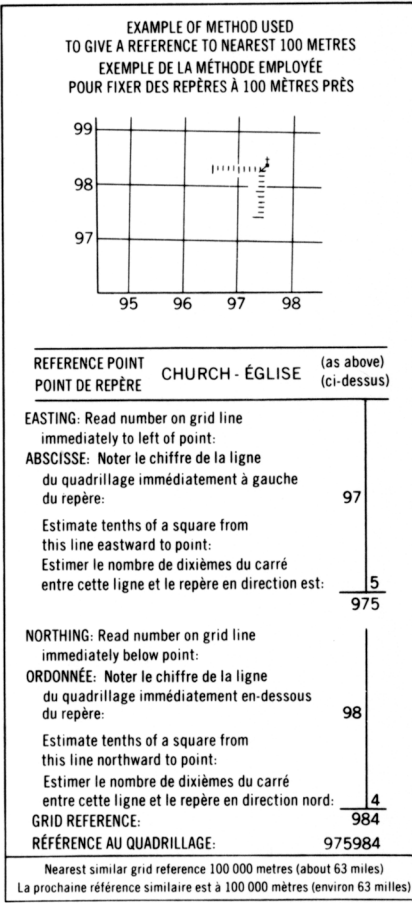 EXAMPLE OF METHOD USED
TO GIVE A REFERENCE TO NEAREST 100 METRES
EXEMPLE DE LA MÉTHODE EMPLOYÉE
POUR FIXER DES REPÈRES À 100 MÈTRES PRÈS
99
98
97
95 96 97 98
REFERENCE POINT
POINT DE REPÈRE
CHURCH - ÉGLISE
(as above)
(ci-dessus)
EASTING: Read number on grid line
immediately to left of point:
ABSCISSE: Noter le chiffre de la ligne
du quadrillage immédiatement à gauche
du repère: 97
Estimate tenths of a square from
this line eastward to point:
Estimer le nombre de dixièmes du carré
entre cette ligne et le repère en direction est: 5
975
NORTHING: Read number on grid line
immediately below point:
ORDONNÉE: Noter le chiffre de la ligne
du quadrillage immédiatement en-dessous
du repère: 98
Estimate tenths of a square from
this line northward to point:
Estimer le nombre de dixièmes du carré
entre cette ligne et le repère en direction nord: 4
GRID REFERENCE: 984
RÉFÉRENCE AU QUADRILLAGE: 975984
Nearest similar grid reference 100 000 metres (about 63 miles)
La prochaine référence similaire est à 100 000 mètres (environ 63 milles)